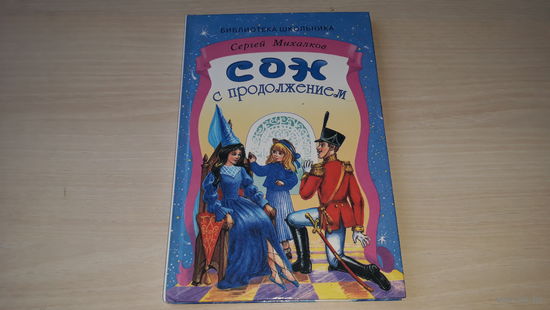 БИБЛИОТЕКА ШКОЛЬНИКА
Сергей Михалков
СОН
с продолжением